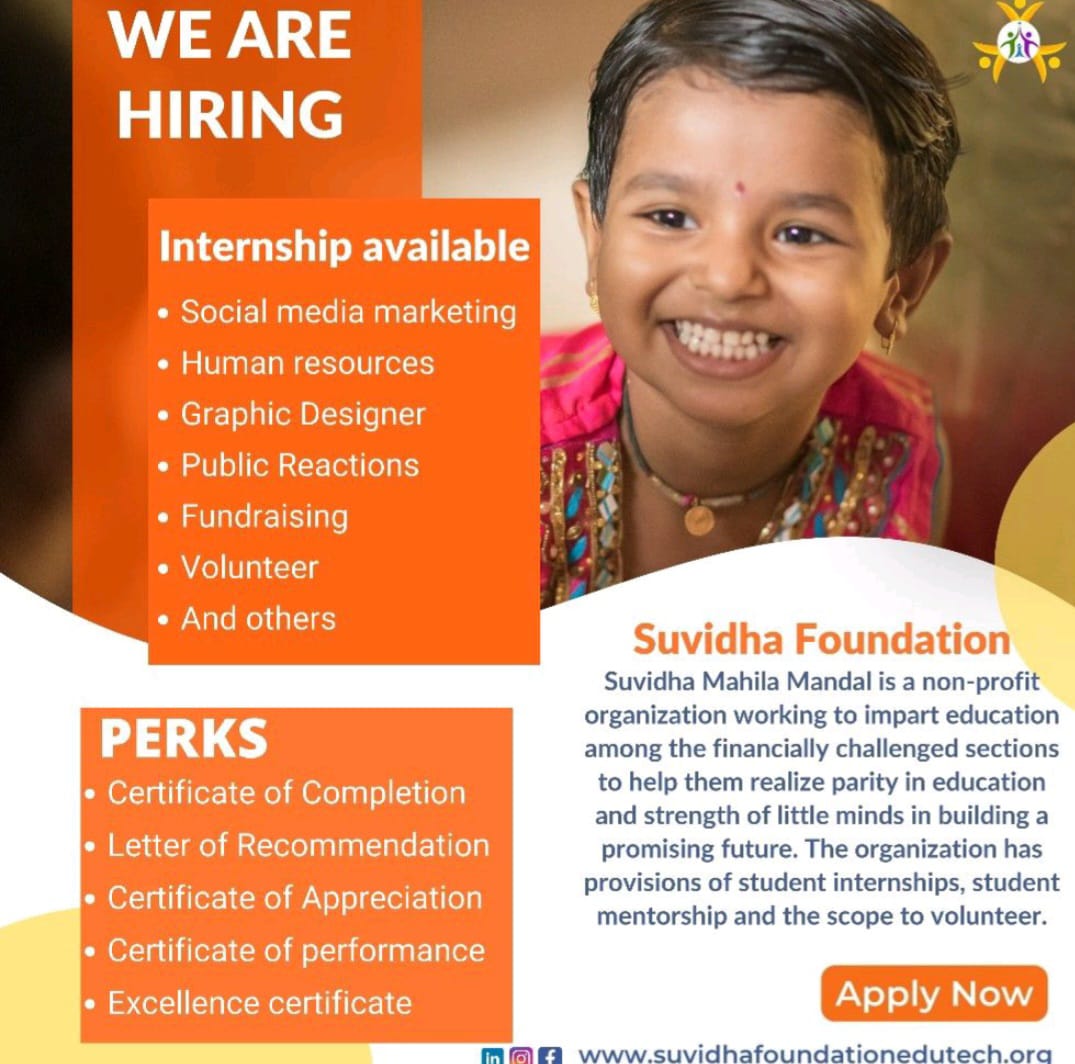 WE ARE
HIRING
Internship available
• Social media marketing
• Human resources
• Graphic Designer
• Public Reactions
• Fundraising
• Volunteer
• And others
PERKS
• Certificate of Completion
• Letter of Recommendation
• Certificate of Appreciation
• Certificate of performance
• Excellence certificate
Suvidha Foundation
Suvidha Mahila Mandal is a non-profit
organization working to impart education
among the financially challenged sections
to help them realize parity in education
and strength of little minds in building a
promising future. The organization has
provisions of student internships, student
mentorship and the scope to volunteer.
Apply Now
www.suvidhafoundationedutech.org